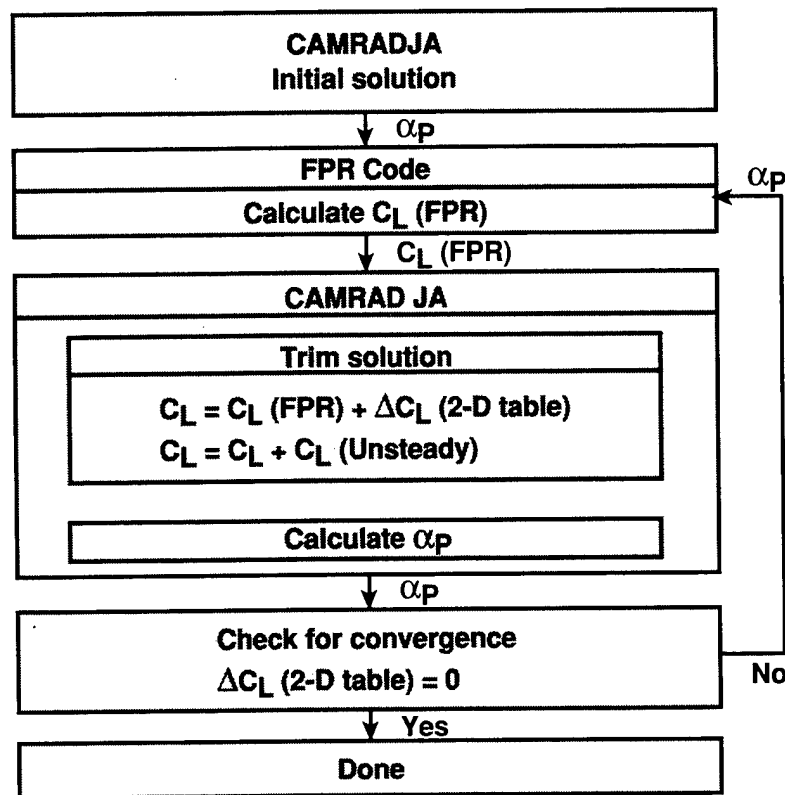 CAMRADJA
Initial solution
αP
FPR Code
Calculate CL (FPR)
αP
CL (FPR)
CAMRAD JA
Trim solution
CL = CL (FPR) + ΔCL (2-D table)
CL = CL + CL (Unsteady)
Calculate αP
αP
Check for convergence
ΔCL (2-D table) = 0
No
Yes
Done